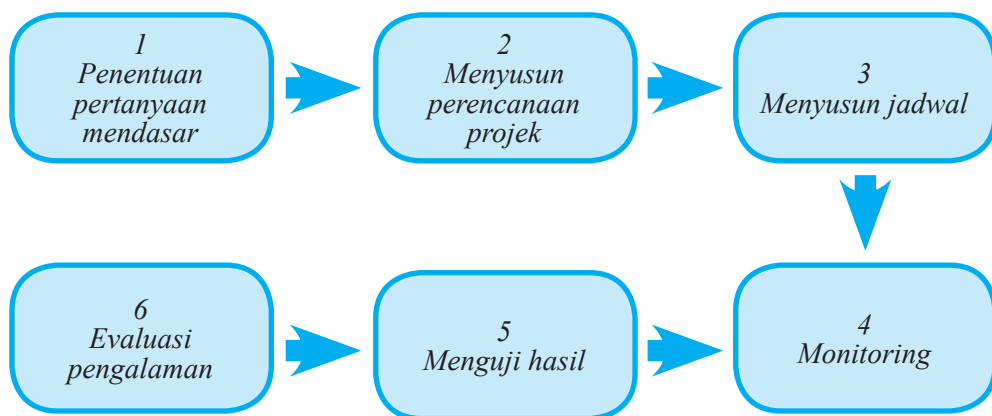 1
Penentuan
pertanyaan
mendasar
2
Menyusun
perencanaan
projek
3
Menyusun jadwal
6
Evaluasi
pengalaman
5
Menguji hasil
4
Monitoring